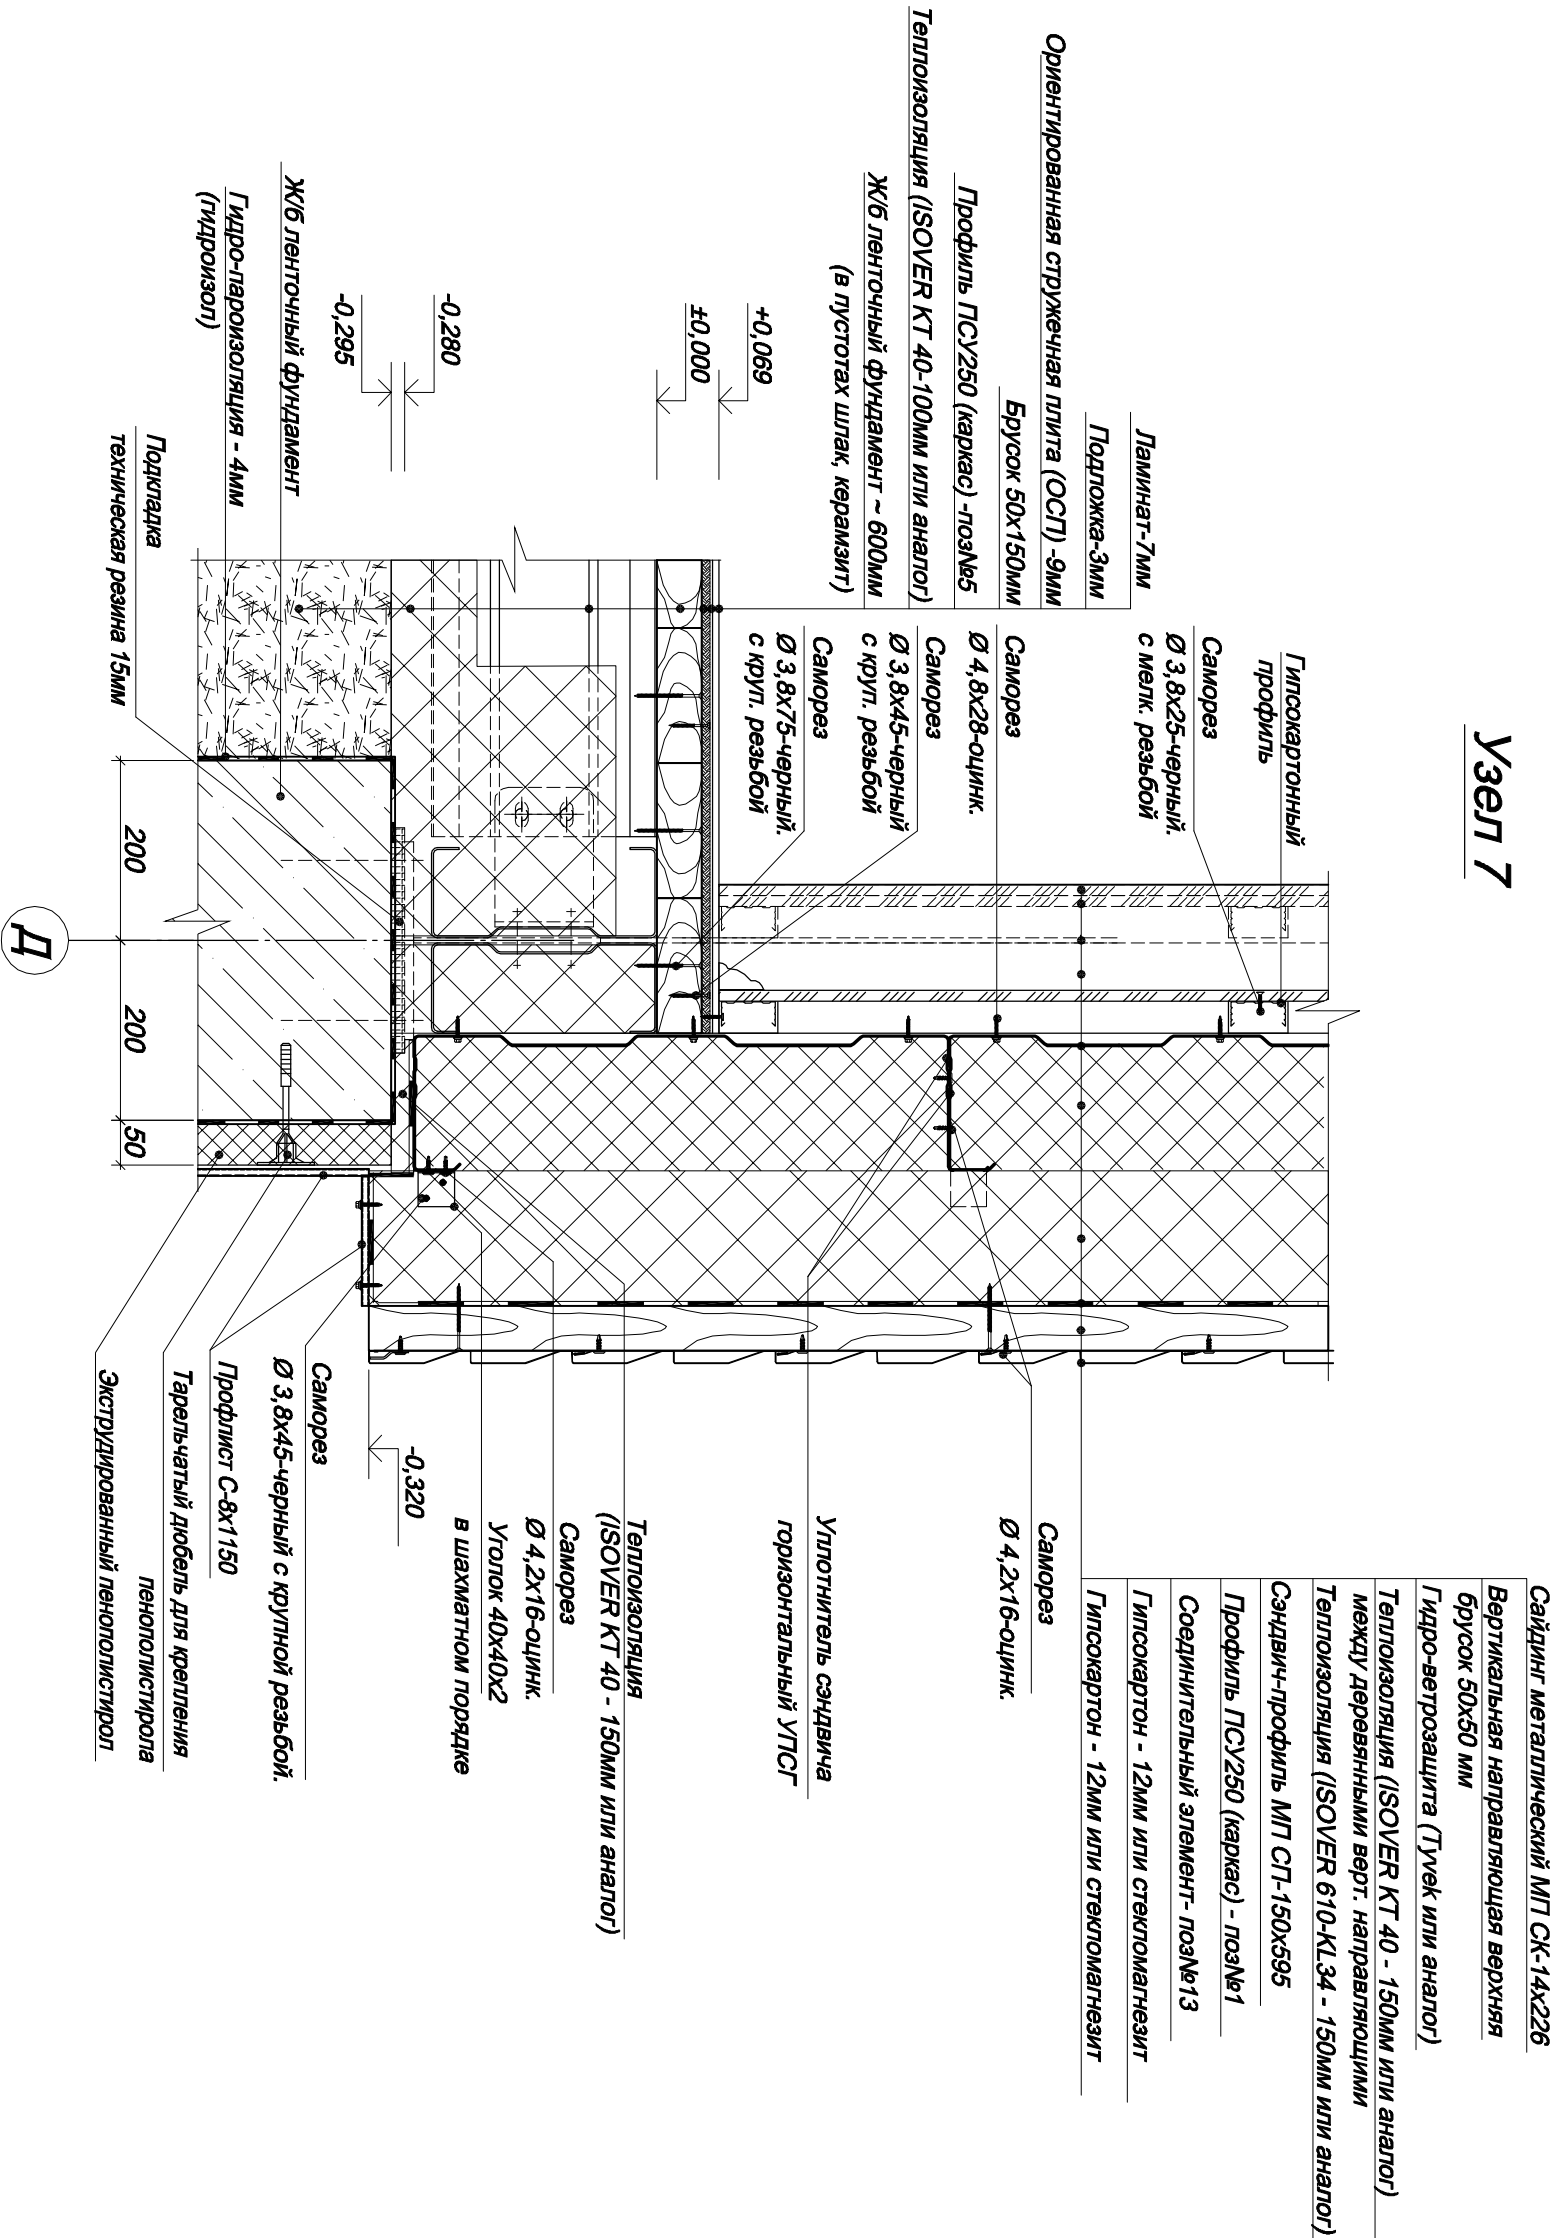 Узел 7
Ламинат-7мм
Подложка-3мм
Ориентированная стружечная плита (ОСП) -9мм
Брусок 50х150мм
Профиль ПСУ250 (каркас) -поз№5
Теплоизоляция (ISOVER KT 40-100мм или аналог)
Ж/б ленточный фундамент ~ 600мм
(в пустотах шлак, керамзит)
+0,069
±0,000
-0,280
-0,295
Ж/б ленточный фундамент
Гидро-пароизоляция - 4мм
(гидроизол)
Подкладка
техническая резина 15мм
Гипсокартонный
профиль
Саморез
Ø 3,8х25-черный.
с мелк. резьбой
Саморез
Ø 4,8х28-оцинк.
Саморез
Ø 3,8х45-черный
с круп. резьбой
Саморез
Ø 3,8х75-черный.
с круп. резьбой
200
200
50
Д
Сайдинг металлический МП СК-14х226
Вертикальная направляющая верхняя
брусок 50х50 мм
Гидро-ветрозащита (Tyvek или аналог)
Теплоизоляция (ISOVER KT 40 - 150мм или аналог)
между деревянными верт. направляющими
Теплоизоляция (ISOVER 610-KL34 - 150мм или аналог)
Сэндвич-профиль МП СП-150х595
Профиль ПСУ250 (каркас) - поз№1
Соединительный элемент- поз№13
Гипсокартон - 12мм или стекломагнезит
Гипсокартон - 12мм или стекломагнезит
Саморез
Ø 4,2х16-оцинк.
Уплотнитель сэндвича
горизонтальный УПСГ
Теплоизоляция
(ISOVER KT 40 - 150мм или аналог)
Саморез
Ø 4,2х16-оцинк.
Уголок 40х40х2
в шахматном порядке
-0,320
Саморез
Ø 3,8х45-черный с крупной резьбой.
Профлист С-8х1150
Тарельчатый дюбель для крепления
пенополистирола
Экструдированный пенополистирол